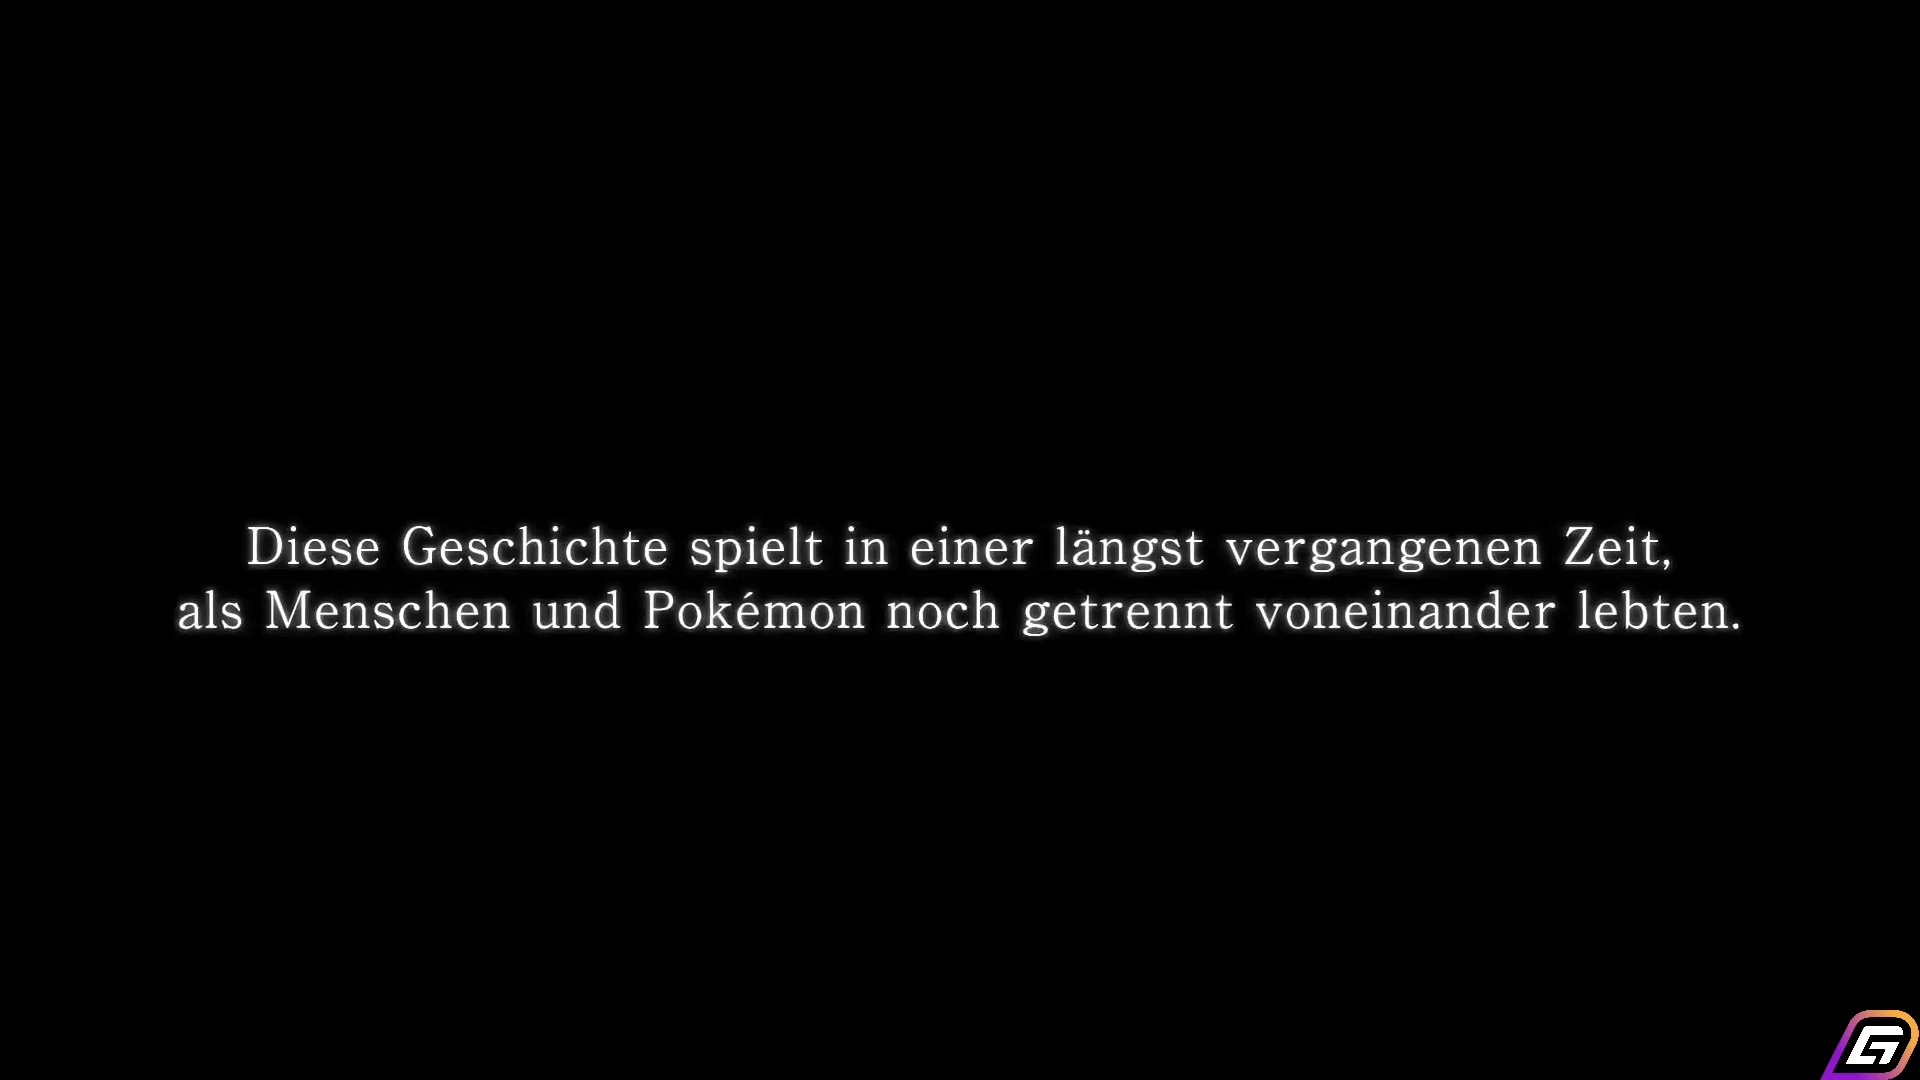 Diese Geschichte spielt in einer längst vergangenen Zeit,
als Menschen und Pokémon noch getrennt voneinander lebten.
G